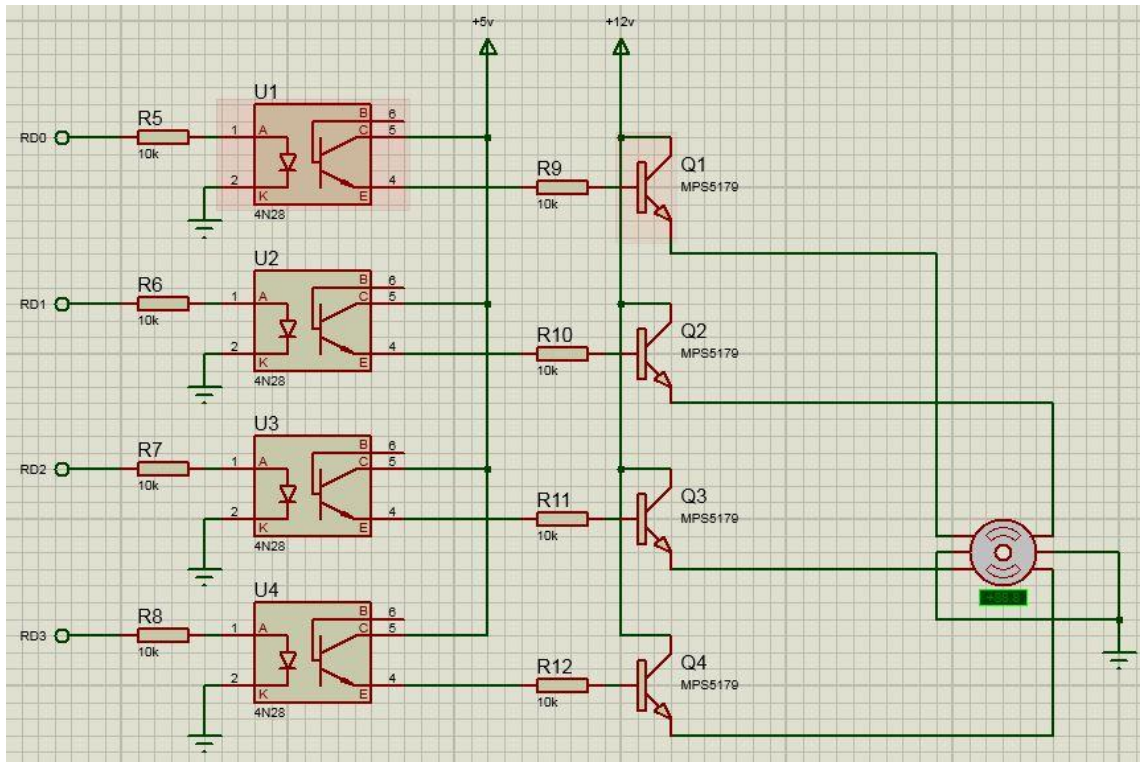 +5v
+12v
U1
R5
RD0
10k
1
A
2
K
B
6
C
5
4
E
4N28
R9
10k
Q1
MPS5179
U2
R6
RD1
10k
1
A
2
K
B
6
C
5
4
E
4N28
R10
10k
Q2
MPS5179
U3
R7
RD2
10k
1
A
2
K
B
6
C
5
4
E
4N28
R11
10k
Q3
MPS5179
U4
R8
RD3
10k
1
A
2
K
B
6
C
5
4
E
4N28
R12
10k
Q4
MPS5179